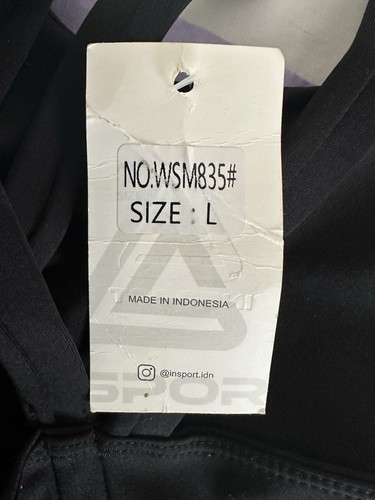 NO.WSM835#
SIZE : L
MADE IN INDONESIA
@insport.idn
SPOR